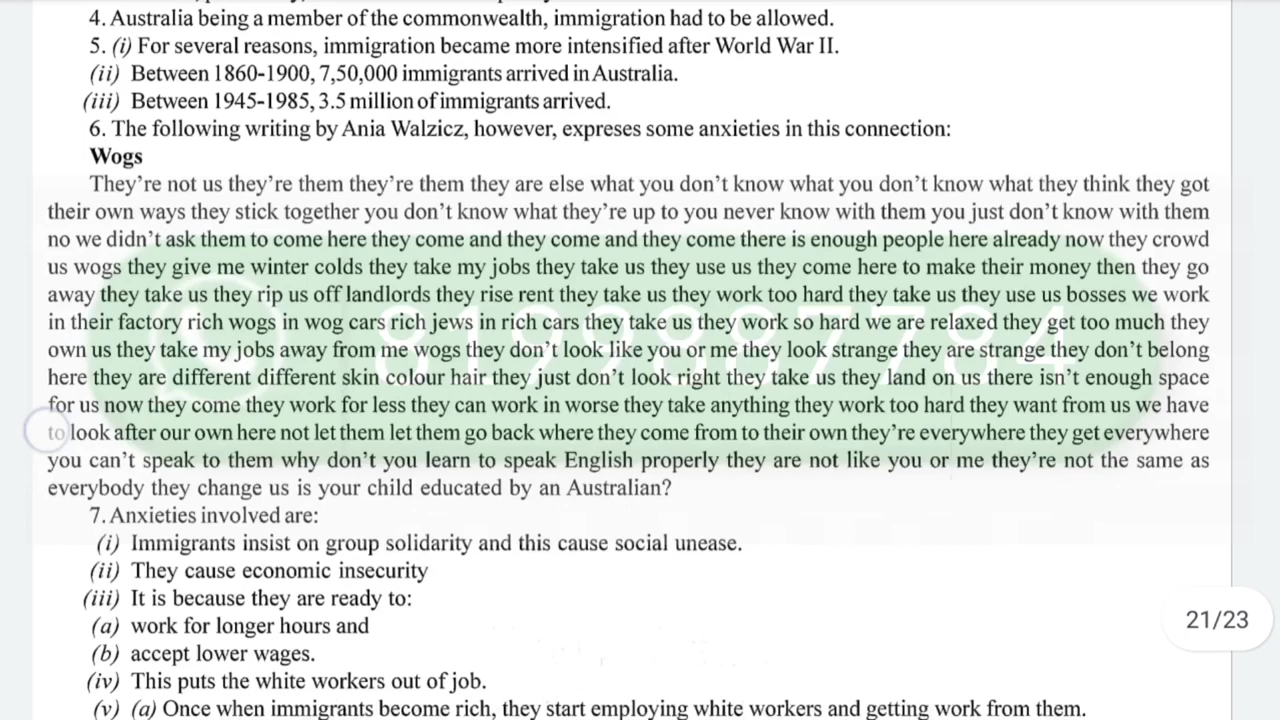 4. Australia being a member of the commonwealth, immigration had to be allowed.
5. (i) For several reasons, immigration became more intensified after World War II.
(ii) Between 1860-1900, 7,50,000 immigrants arrived in Australia.
(iii) Between 1945-1985, 3.5 million of immigrants arrived.
6. The following writing by Ania Walzicz, however, expreses some anxieties in this connection:
Wogs
They're not us they're them they're them they are else what you don't know what you don't know what they think they got
their own ways they stick together you don't know what they're up to you never know with them you just don't know with them
no we didn't ask them to come here they come and they come and they come there is enough people here already now they crowd
us wogs they give me winter colds they take my jobs they take us they use us they come here to make their money then they go
away they take us they rip us off landlords they rise rent they take us they work too hard they take us they use us bosses we work
in their factory rich wogs in wog cars rich jews in rich cars they take us they work so hard we are relaxed they get too much they
own us they take my jobs away from me wogs they don't look like you or me they look strange they are strange they don't belong
here they are different different skin colour hair they just don't look right they take us they land on us there isn't enough space
for us now they come they work for less they can work in worse they take anything they work too hard they want from us we have
to look after our own here not let them let them go back where they come from to their own they're everywhere they get everywhere
you can't speak to them why don't you learn to speak English properly they are not like you or me they're not the same as
everybody they change us is your child educated by an Australian?
7. Anxieties involved are:
(i) Immigrants insist on group solidarity and this cause social unease.
(ii) They cause economic insecurity
(iii) It is because they are ready to:
(a) work for longer hours and
21/23
(b) accept lower wages.
(iv) This puts the white workers out of job.
(v) (a) Once when immigrants become rich, they start employing white workers and getting work from them.